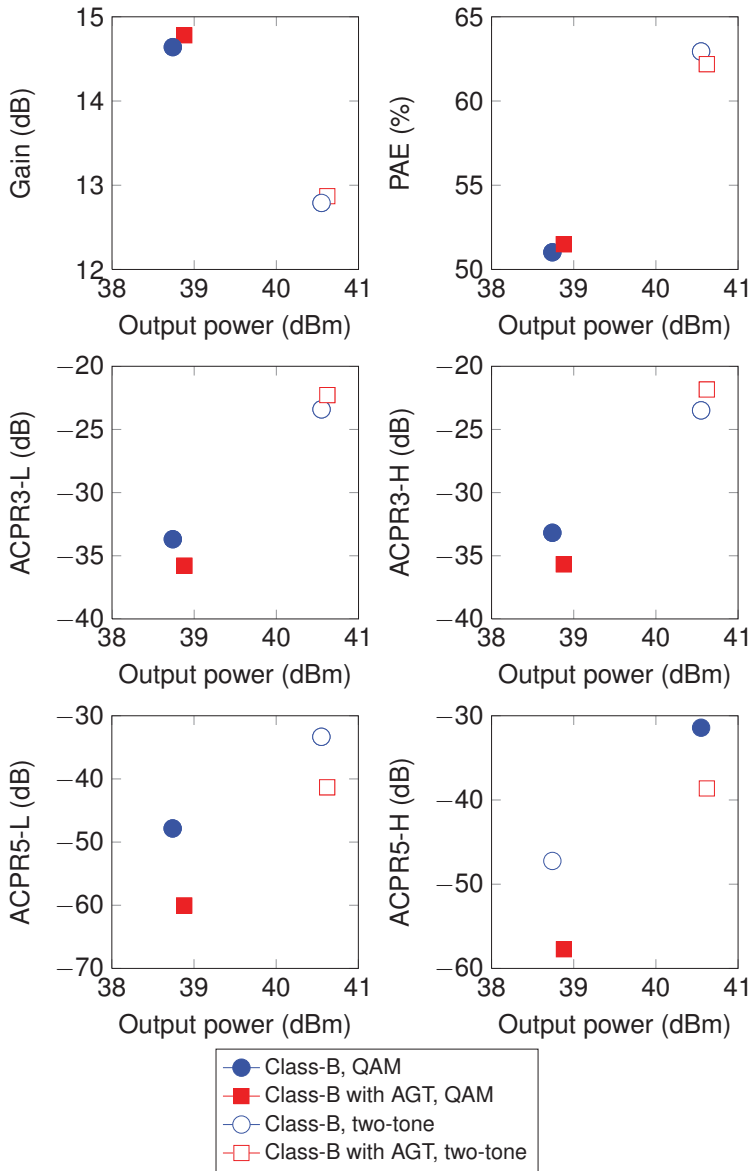 15
14
13
12
Gain (dB)
38 39 40 41
Output power (dBm)
65
60
55
50
PAE (%)
38 39 40 41
Output power (dBm)
−20
−25
−30
−35
−40
ACPR3-L (dB)
38 39 40 41
Output power (dBm)
−20
−25
−30
−35
−40
ACPR3-H (dB)
38 39 40 41
Output power (dBm)
−30
−40
−50
−60
−70
ACPR5-L (dB)
38 39 40 41
Output power (dBm)
−30
−40
−50
−60
ACPR5-H (dB)
38 39 40 41
Output power (dBm)
Class-B, QAM
Class-B with AGT, QAM
Class-B, two-tone
Class-B with AGT, two-tone